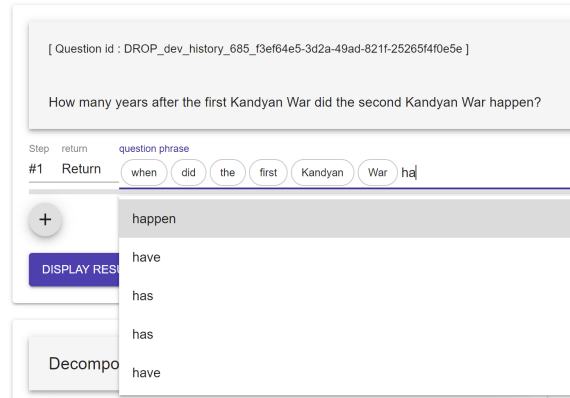 [ Question id : DROP_dev_history_685_f3ef64e5-3d2a-49ad-821f-25265f4f0e5e ]
How many years after the first Kandyan War did the second Kandyan War happen?
Step return question phrase
#1 Return when did the first Kandyan War ha
+
happen
DISPLAY RESU
have
has
has
Decompo
have